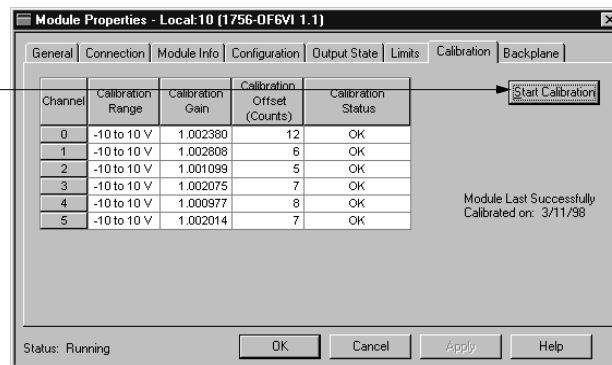 Module Properties - Local:10 (1756-OF6VI 1.1)
General Connection Module Info Configuration Output State Limits Calibration Backplane
Channel Calibration Range Calibration Gain Calibration Offset (Counts) Calibration Status
Start Calibration
0 -10 to 10 V 1.002380 12 OK
1 -10 to 10 V 1.002808 6 OK
2 -10 to 10 V 1.001099 5 OK
3 -10 to 10 V 1.002075 7 OK
4 -10 to 10 V 1.000977 8 OK
5 -10 to 10 V 1.002014 7 OK
Module Last Successfully
Calibrated on: 3/11/98
Status: Running
OK Cancel Apply Help